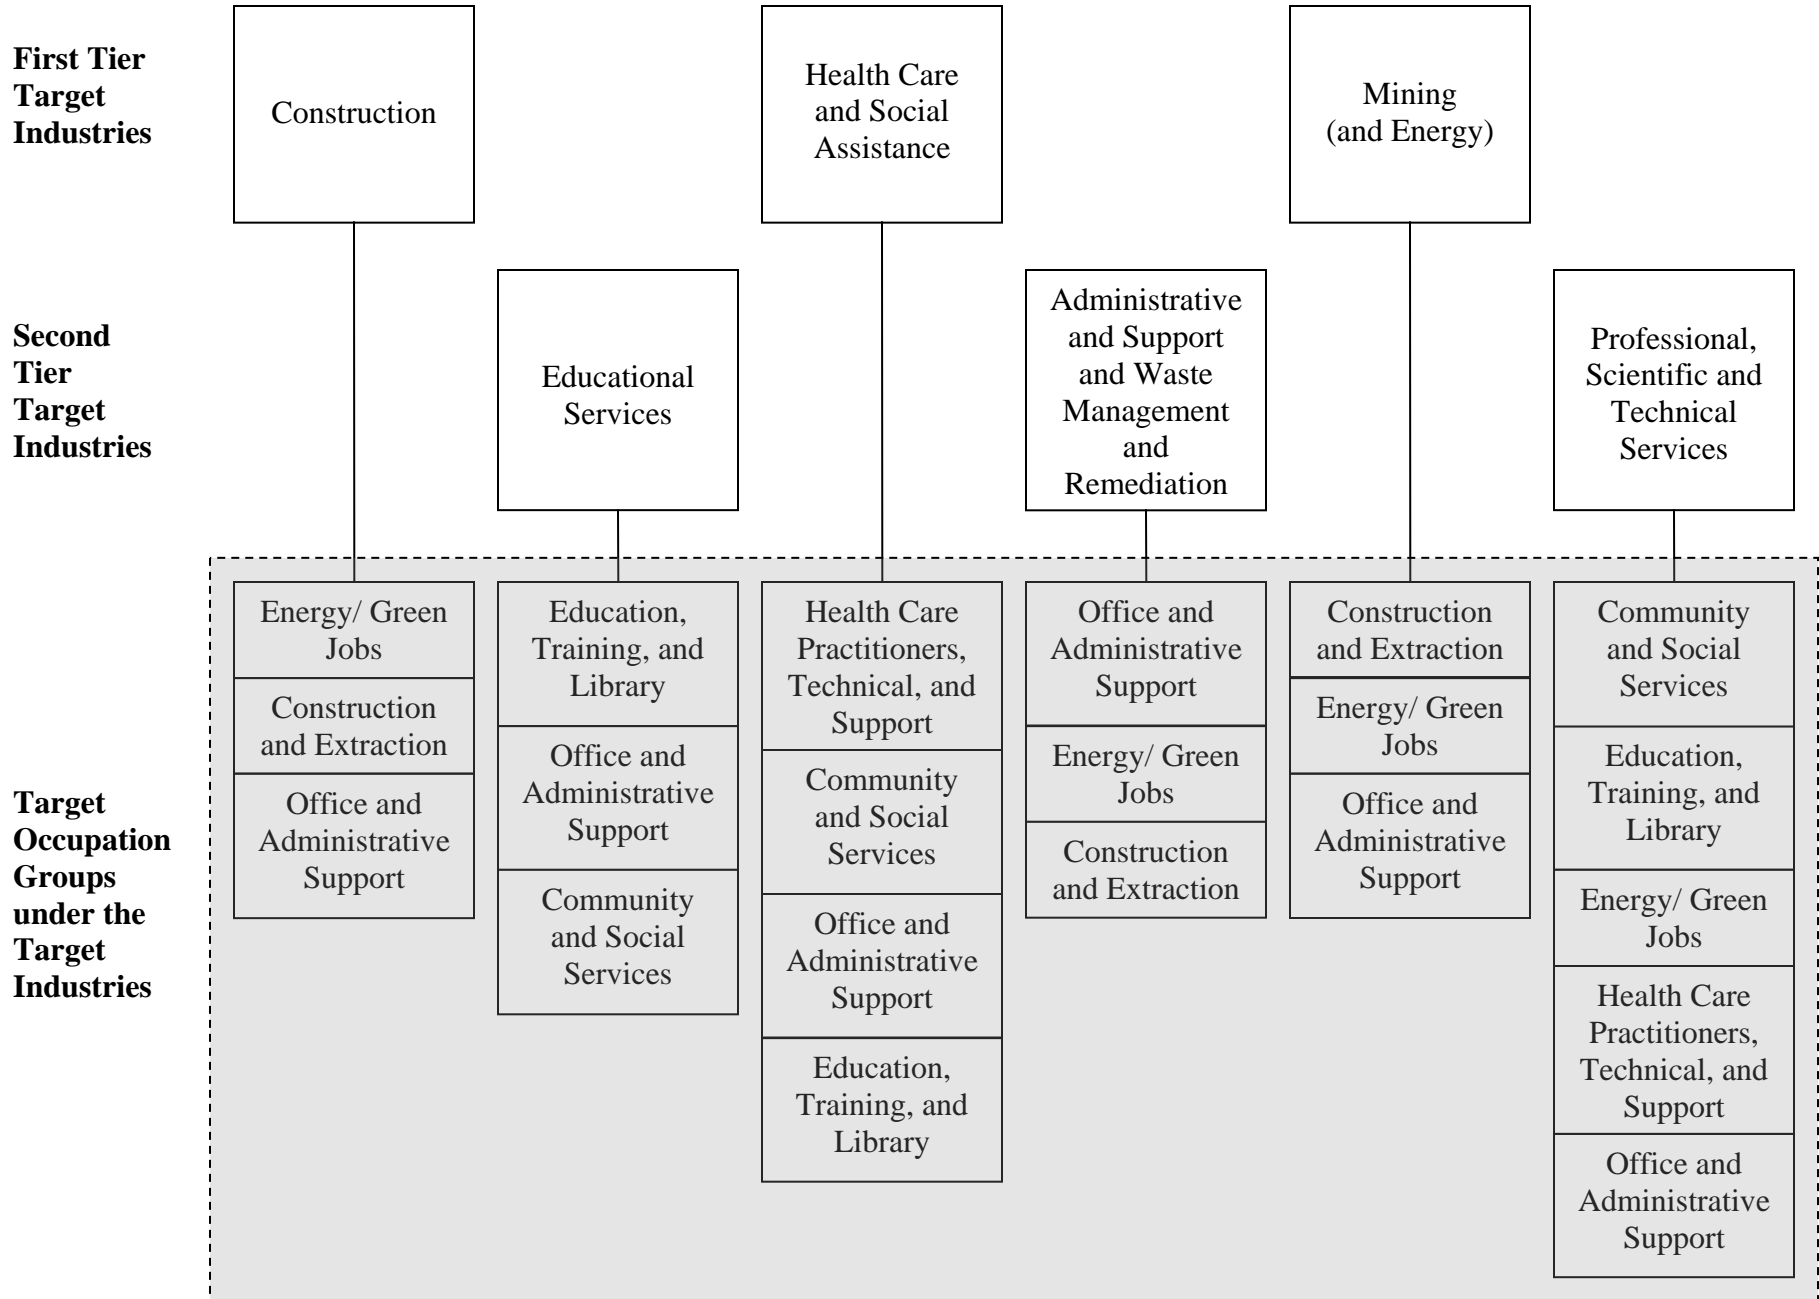 First Tier
Target
Industries
Construction
Health Care
and Social
Assistance
Mining
(and Energy)
Second
Tier
Target
Industries
Educational
Services
Administrative
and Support
and Waste
Management
and
Remediation
Professional,
Scientific and
Technical
Services
Target
Occupation
Groups
under the
Target
Industries
Energy/ Green
Jobs
Construction
and Extraction
Office and
Administrative
Support
Education,
Training, and
Library
Office and
Administrative
Support
Community
and Social
Services
Health Care
Practitioners,
Technical, and
Support
Community
and Social
Services
Office and
Administrative
Support
Education,
Training, and
Library
Office and
Administrative
Support
Energy/ Green
Jobs
Construction
and Extraction
Construction
and Extraction
Energy/ Green
Jobs
Office and
Administrative
Support
Community
and Social
Services
Education,
Training, and
Library
Energy/ Green
Jobs
Health Care
Practitioners,
Technical, and
Support
Office and
Administrative
Support